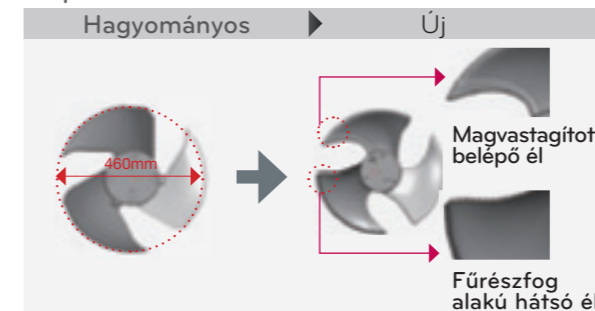 Hagyományos
Új
460mm
Magvastagított
belépő él
Fűrészfog
alakú hátsó él